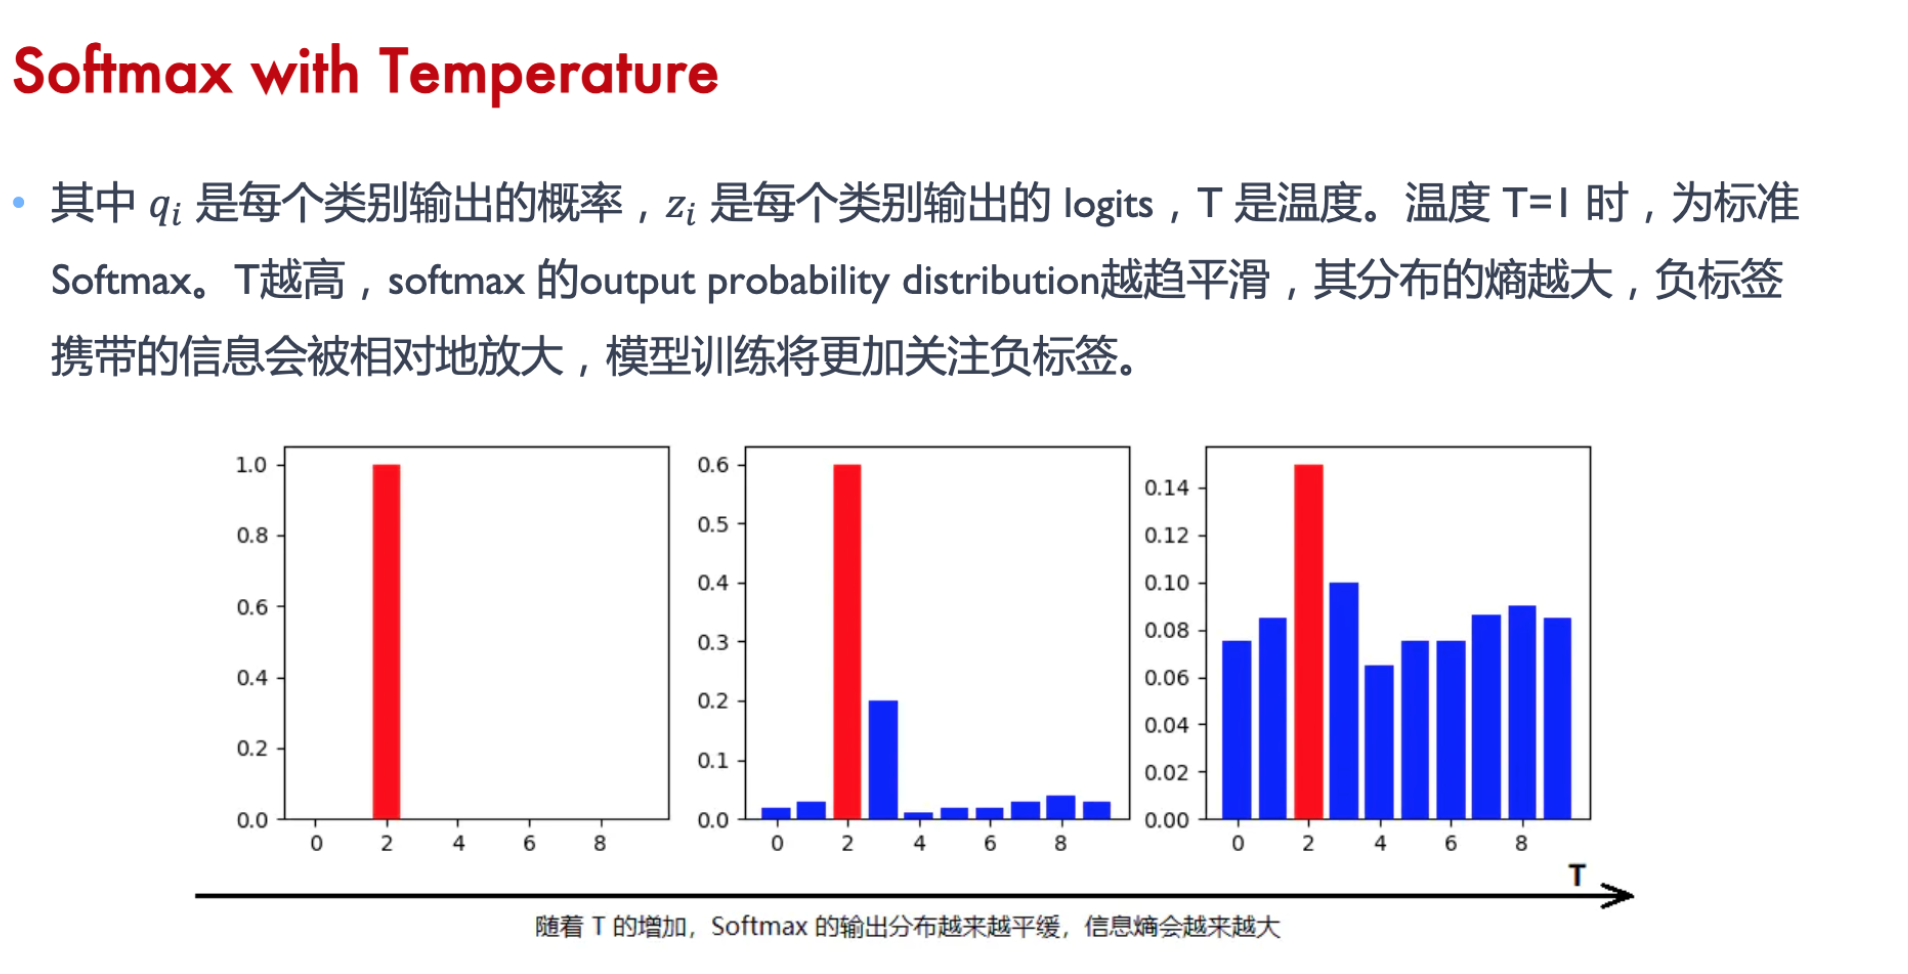 Softmax with Temperature
• 其中 qi 是每个类别输出的概率，zi 是每个类别输出的 logits，T 是温度。温度 T=1 时，为标准
Softmax。T越高，softmax 的output probability distribution越趋平滑，其分布的熵越大，负标签
携带的信息会被相对地放大，模型训练将更加关注负标签。
1.0
0.8
0.6
0.4
0.2
0.0
0 2 4 6 8
0.6
0.5
0.4
0.3
0.2
0.1
0.0
0 2 4 6 8
0.14
0.12
0.10
0.08
0.06
0.04
0.02
0.00
0 2 4 6 8
T
随着 T 的增加，Softmax 的输出分布越来越平缓，信息熵会越来越大